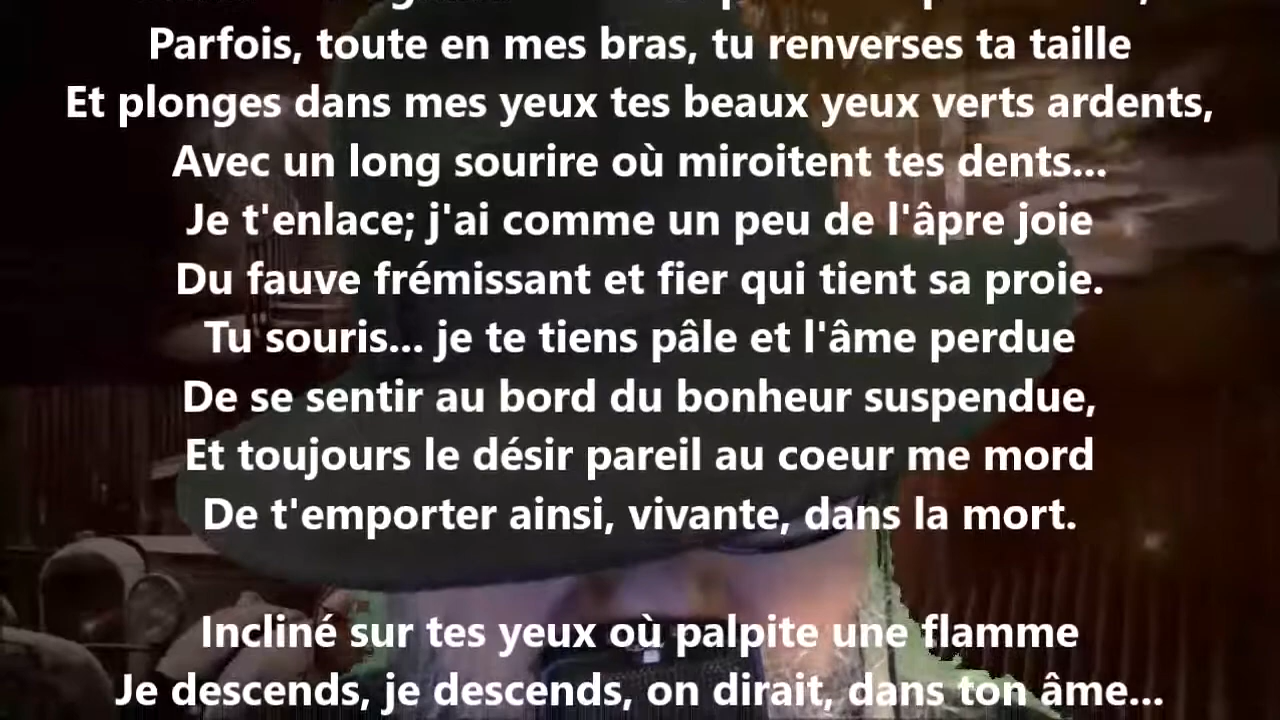 Parfois, toute en mes bras, tu renverses ta taille
Et plonges dans mes yeux tes beaux yeux verts ardents,
Avec un long sourire où miroitent tes dents...
Je t'enlace; j'ai comme un peu de l'âpre joie
Du fauve frémissant et fier qui tient sa proie.
Tu souris... je te tiens pâle et l'âme perdue
De se sentir au bord du bonheur suspendue,
Et toujours le désir pareil au coeur me mord
De t'emporter ainsi, vivante, dans la mort.
Incliné sur tes yeux où palpite une flamme
Je descends, je descends, on dirait, dans ton âme...